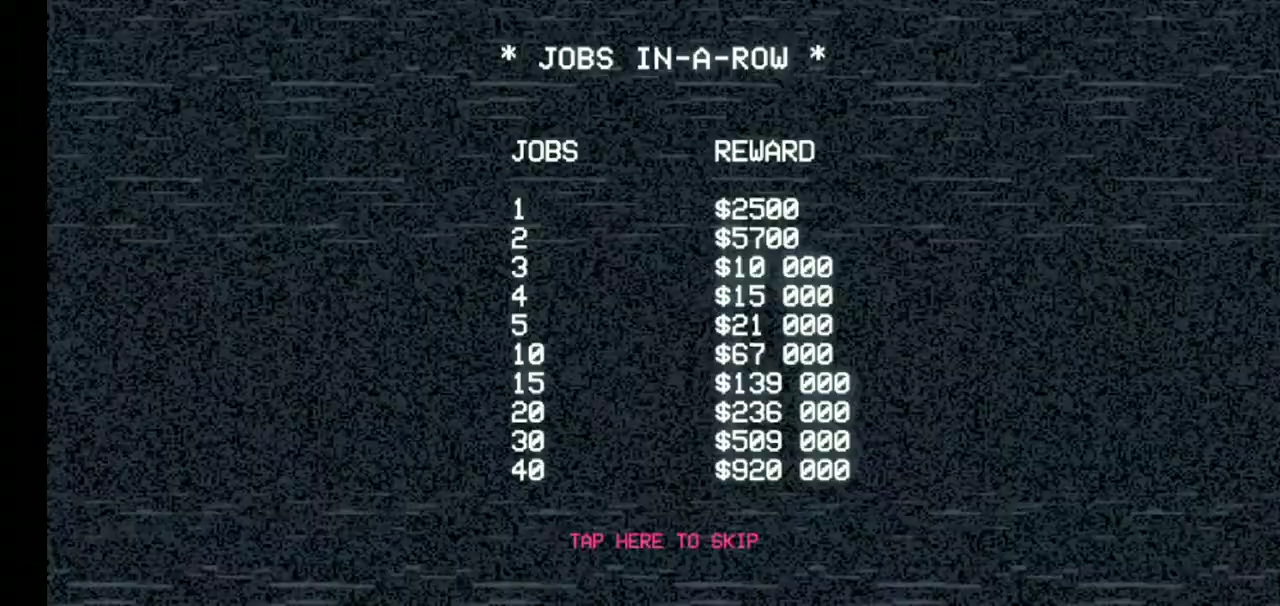 * JOBS IN-A-ROW *
JOBS REWARD
1 $2500
2 $5700
3 $10 000
4 $15 000
5 $21 000
10 $67 000
15 $139 000
20 $236 000
30 $509 000
40 $920 000
TAP HERE TO SKIP